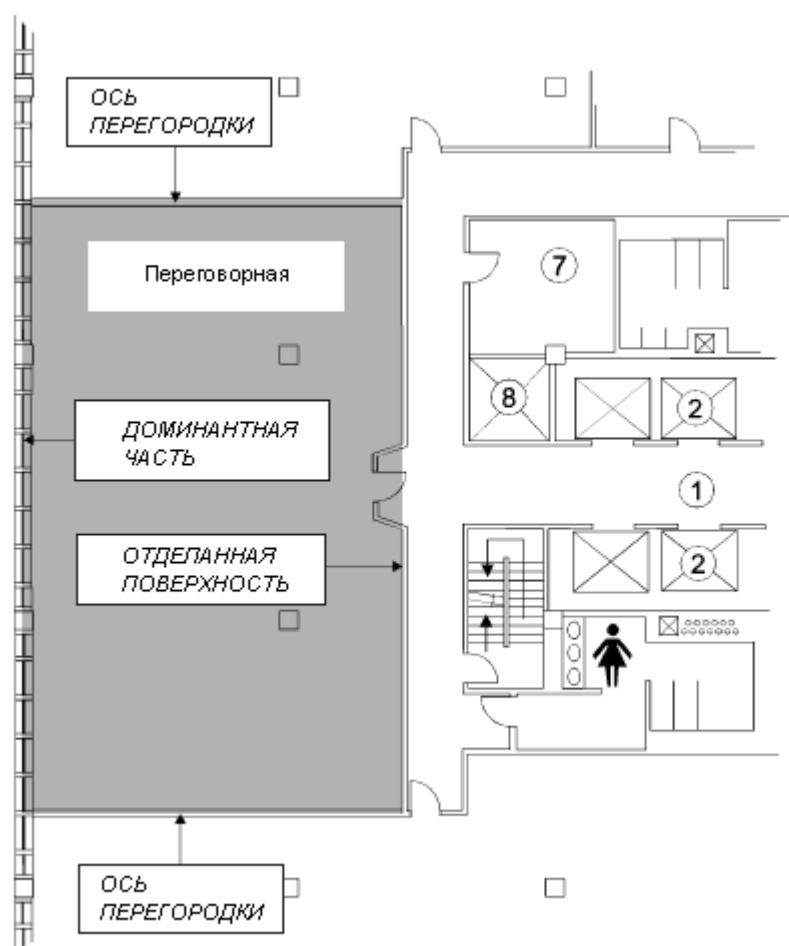 ОСЬ
ПЕРЕГОРОДКИ
Переговорная
7
8
2
ДОМИНАНТНАЯ
ЧАСТЬ
1
ОТДЕЛАННАЯ
ПОВЕРХНОСТЬ
2
ОСЬ
ПЕРЕГОРОДКИ